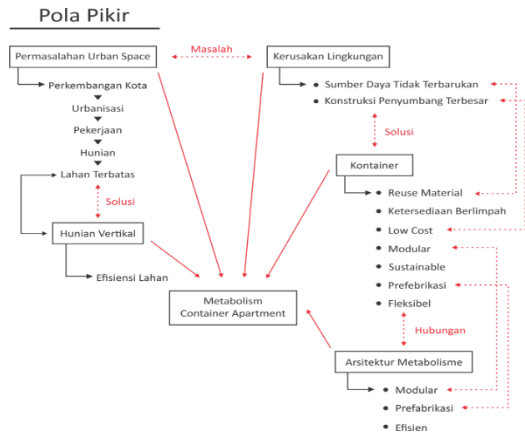 Pola Pikir
Permasalahan Urban Space
Masalah
Kerusakan Lingkungan
Perkembangan Kota
Urbanisasi
Pekerjaan
Hunian
Lahan Terbatas
Solusi
Hunian Vertikal
Efisiensi Lahan
Sumber Daya Tidak Terbarukan
Konstruksi Penyumbang Terbesar
Solusi
Kontainer
Reuse Material
Ketersediaan Berlimpah
Low Cost
Modular
Sustainable
Prefebrikasi
Fleksibel
Metabolism
Container Apartment
Hubungan
Arsitektur Metabolisme
Modular
Prefabrikasi
Efisien